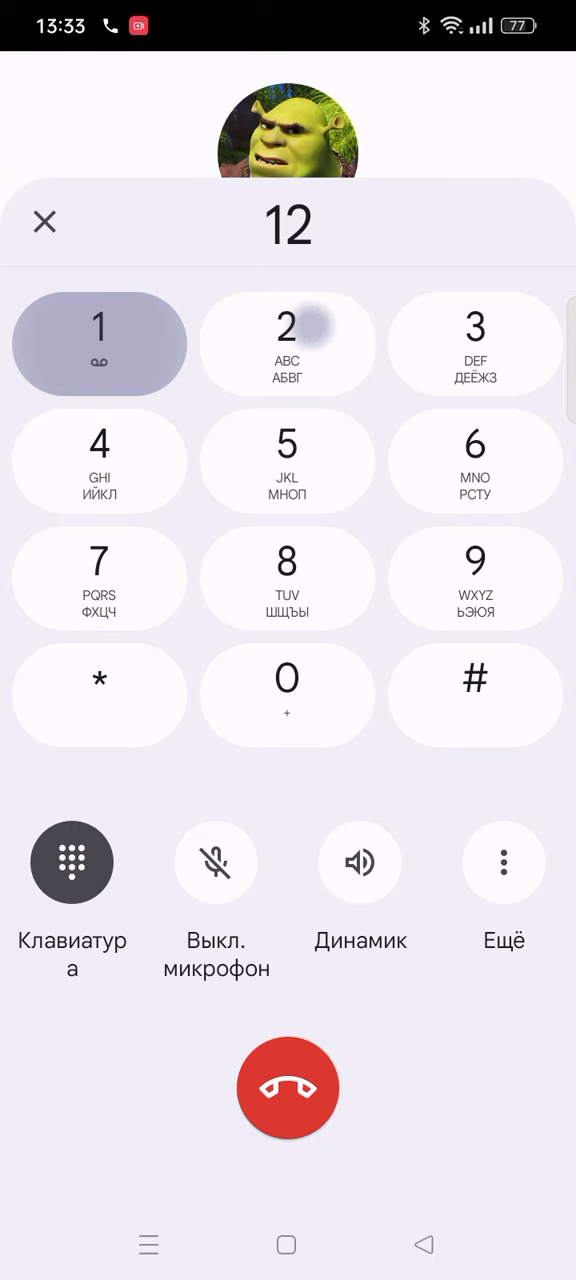 13:33
77
12
1
2
ABC
АБВГ
3
DEF
ДЕЁЖЗ
4
GHI
ИЙКЛ
5
JKL
МНОП
6
MNO
РСТУ
7
PQRS
ФХЦЧ
8
TUV
ШЩЪЫ
9
WXYZ
ЬЭЮЯ
*
0
+
#
Клавиатур
а
Выкл.
микрофон
Динамик
Ещё